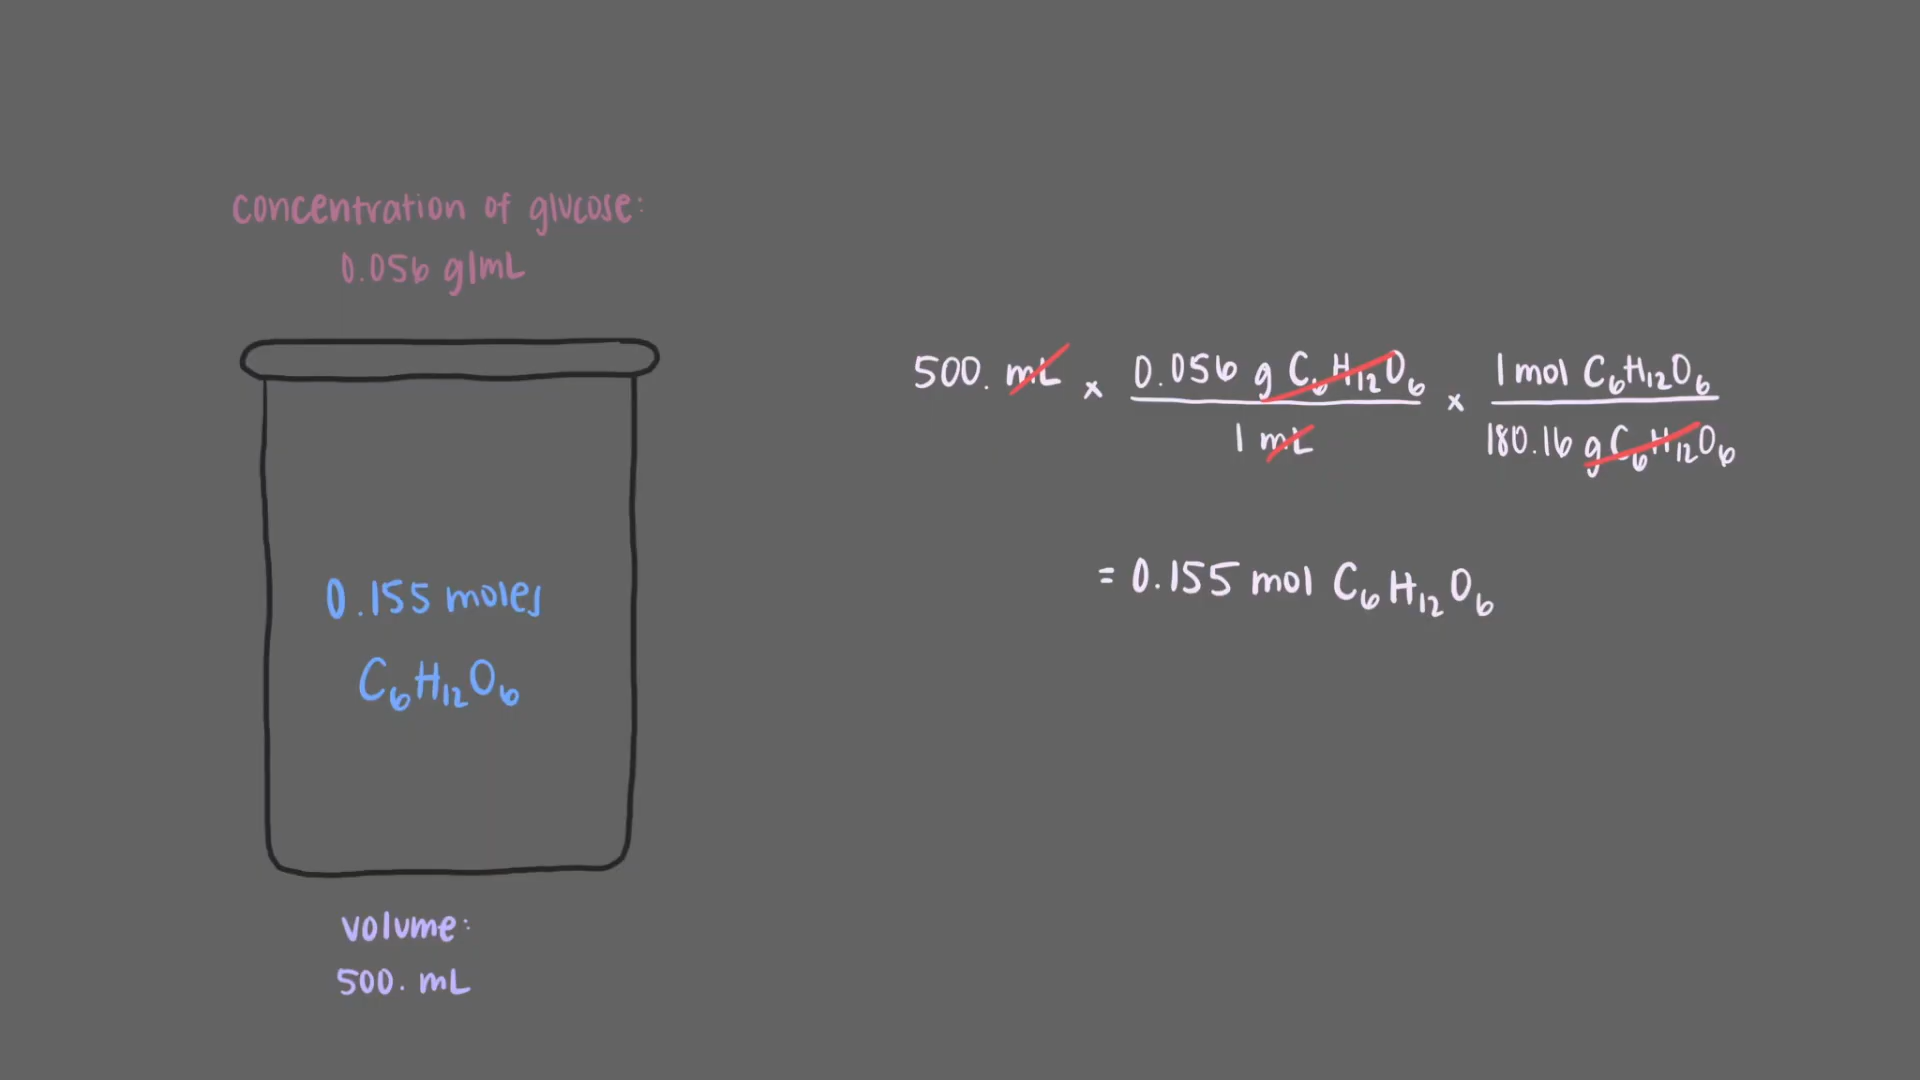 concentration of glucose:
0.056 g/mL
0.155 moles
C₆H₁₂O₆
volume:
500. mL
500. mL × 0.056 g C₆H₁₂O₆ / 1 mL × 1 mol C₆H₁₂O₆ / 180.16 g C₆H₁₂O₆
= 0.155 mol C₆H₁₂O₆